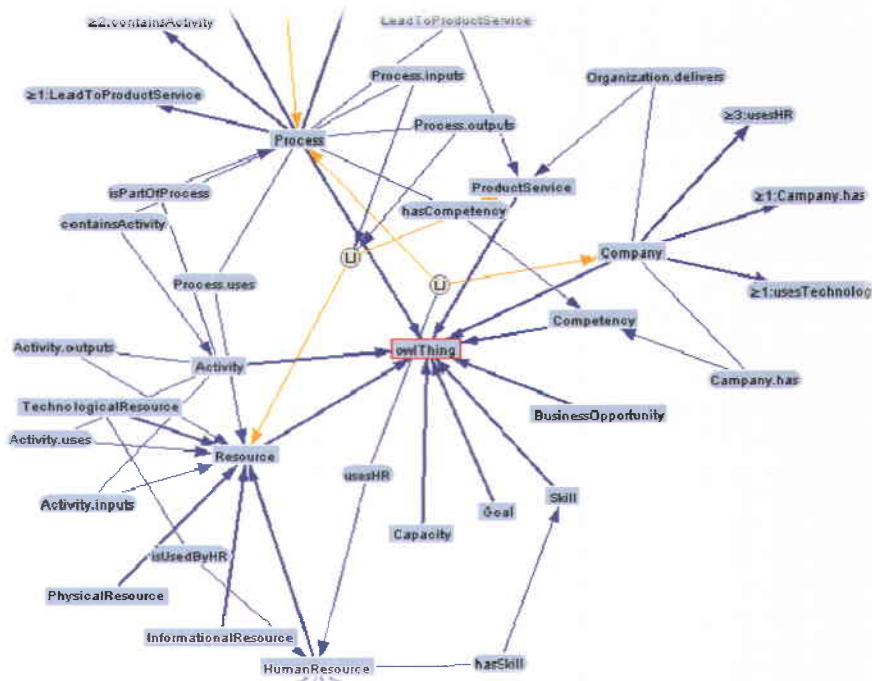 ≥2:containsActivity
LeadToProductService
Process.inputs
Organization.delivers
≥1:LeadToProductService
≥3:usesHR
Process.outputs
Process
isPartOfProcess
ProductService
≥1:Campany.has
hasCompetency
containsActivity
Company
Ü
Process.uses
Ü
≥1:usesTechnolog
Competency
Activity.outputs
owlThing
Activity
Campany.has
TechnologicalResource
BusinessOpportunity
Activity.uses
Resource
usesHR
Skill
Activity.inputs
Goal
Capacity
isUsedByHR
PhysicalResource
InformationalResource
HumanResource
hasSkill